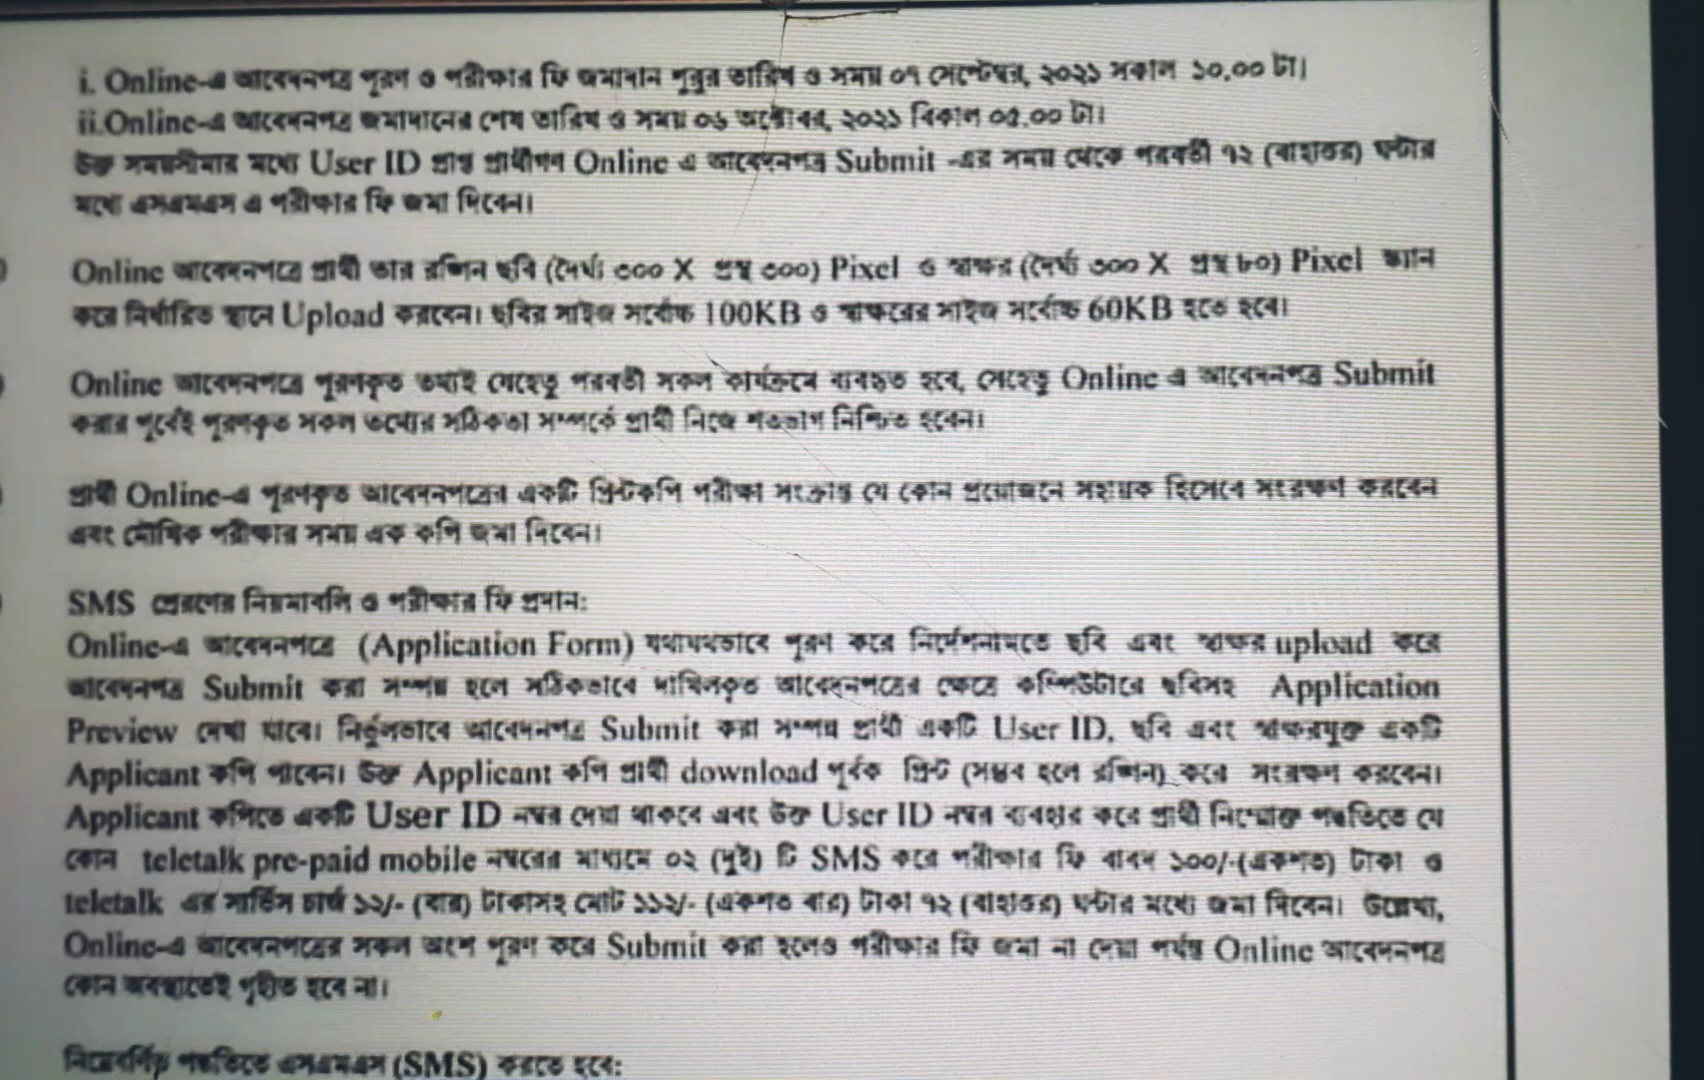 i. Online-এ আবেদনপত্র পূরণ ও পরীক্ষার ফি জমাদান শুরুর তারিখ ও সময় ০৭ সেপ্টেম্বর, ২০২১ সকাল ১০.০০ টা।
ii.Online-এ আবেদনপত্র জমাদানের শেষ তারিখ ও সময় ০৬ অক্টোবর, ২০২১ বিকাল ০৫.০০ টা।
উক্ত সময়সীমার মধ্যে User ID প্রাপ্ত প্রার্থীগণ Online এ আবেদনপত্র Submit -এর সময় থেকে পরবর্তী ৭২ (বাহাত্তর) ঘন্টার
মধ্যে এসএমএস এ পরীক্ষার ফি জমা দিবেন।
Online আবেদনপত্রে প্রার্থী তার রঙ্গিন ছবি (দৈর্ঘ্য ৩০০ X প্রস্থ ৩০০) Pixel ও স্বাক্ষর (দৈর্ঘ্য ৩০০ X প্রস্থ ৮০) Pixel স্ক্যান
করে নির্ধারিত স্থানে Upload করবেন। ছবির সাইজ সর্বোচ্চ 100KB ও স্বাক্ষরের সাইজ সর্বোচ্চ 60KB হতে হবে।
Online আবেদনপত্রে পূরণকৃত তথ্যই যেহেতু পরবর্তী সকল কার্যক্রমে ব্যবহৃত হবে, সেহেতু Online এ আবেদনপত্র Submit
করার পূর্বেই পূরণকৃত সকল তথ্যের সঠিকতা সম্পর্কে প্রার্থী নিজে শতভাগ নিশ্চিত হবেন।
প্রার্থী Online-এ পূরণকৃত আবেদনপত্রের একটি প্রিন্টকপি পরীক্ষা সংক্রান্ত যে কোন প্রয়োজনে সহায়ক হিসেবে সংরক্ষণ করবেন
এবং মৌখিক পরীক্ষার সময় এক কপি জমা দিবেন।
SMS প্রেরণের নিয়মাবলি ও পরীক্ষার ফি প্রদান:
Online-এ আবেদনপত্রে (Application Form) যথাযথভাবে পূরণ করে নির্দেশনামতে ছবি এবং স্বাক্ষর upload করে
আবেদনপত্র Submit করা সম্পন্ন হলে সঠিকভাবে দাখিলকৃত আবেদনপত্রের ক্ষেত্রে কম্পিউটারে ছবিসহ Application
Preview দেখা যাবে। নির্ভুলভাবে আবেদনপত্র Submit করা সম্পন্ন প্রার্থী একটি User ID, ছবি এবং স্বাক্ষরযুক্ত একটি
Applicant কপি পাবেন। উক্ত Applicant কপি প্রার্থী download পূর্বক প্রিন্ট (সম্ভব হলে রঙ্গিন) করে সংরক্ষণ করবেন।
Applicant কপিতে একটি User ID নম্বর দেয়া থাকবে এবং উক্ত User ID নম্বর ব্যবহার করে প্রার্থী নিম্নোক্ত পদ্ধতিতে যে
কোন teletalk pre-paid mobile নম্বরের মাধ্যমে ০২ (দুই) টি SMS করে পরীক্ষার ফি বাবদ ১০০/-(একশত) টাকা ও
teletalk এর সার্ভিস চার্জ ১২/- (বার) টাকাসহ মোট ১১২/- (একশত বার) টাকা ৭২ (বাহাত্তর) ঘন্টার মধ্যে জমা দিবেন। উল্লেখ্য,
Online-এ আবেদনপত্রের সকল অংশ পূরণ করে Submit করা হলেও পরীক্ষার ফি জমা না দেয়া পর্যন্ত Online আবেদনপত্র
কোন অবস্থাতেই গৃহীত হবে না।
নিম্নেবর্ণিত পদ্ধতিতে এসএমএস (SMS) করতে হবে: